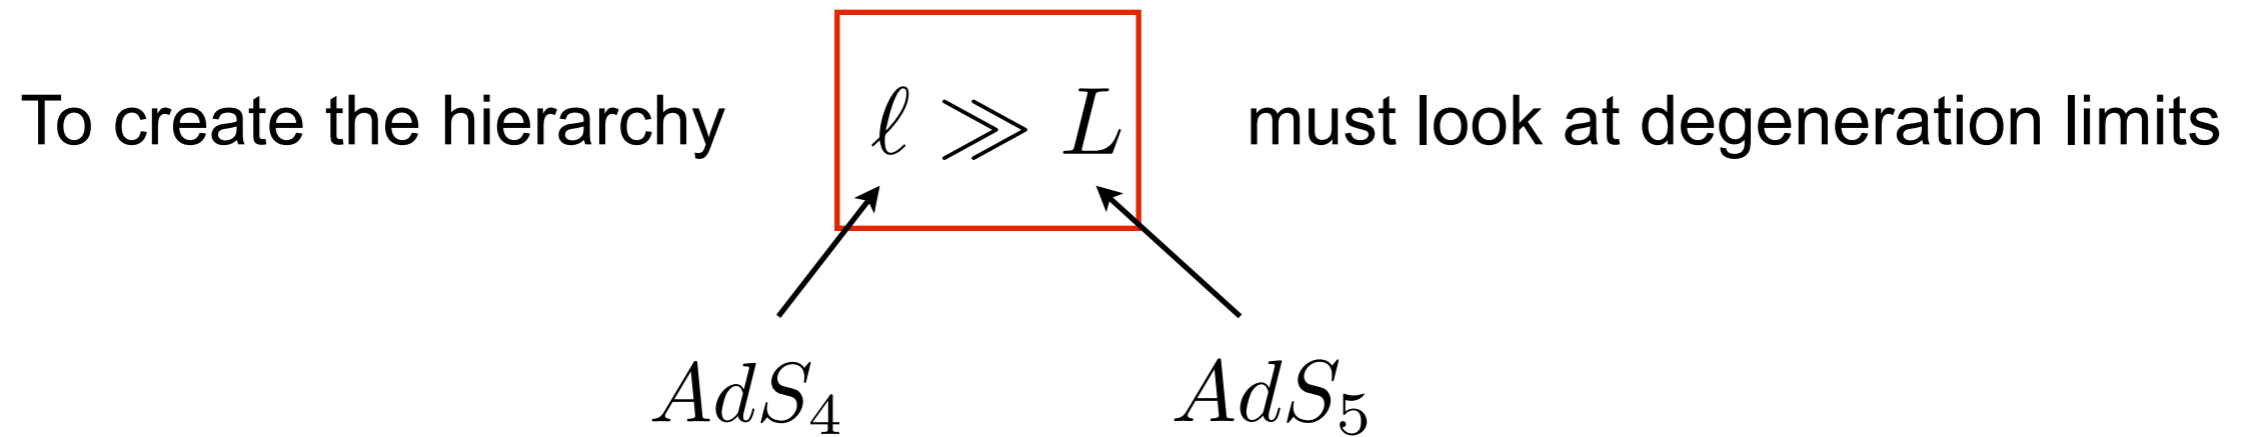 To create the hierarchy ℓ ≫ L must look at degeneration limits
AdS₄ AdS₅